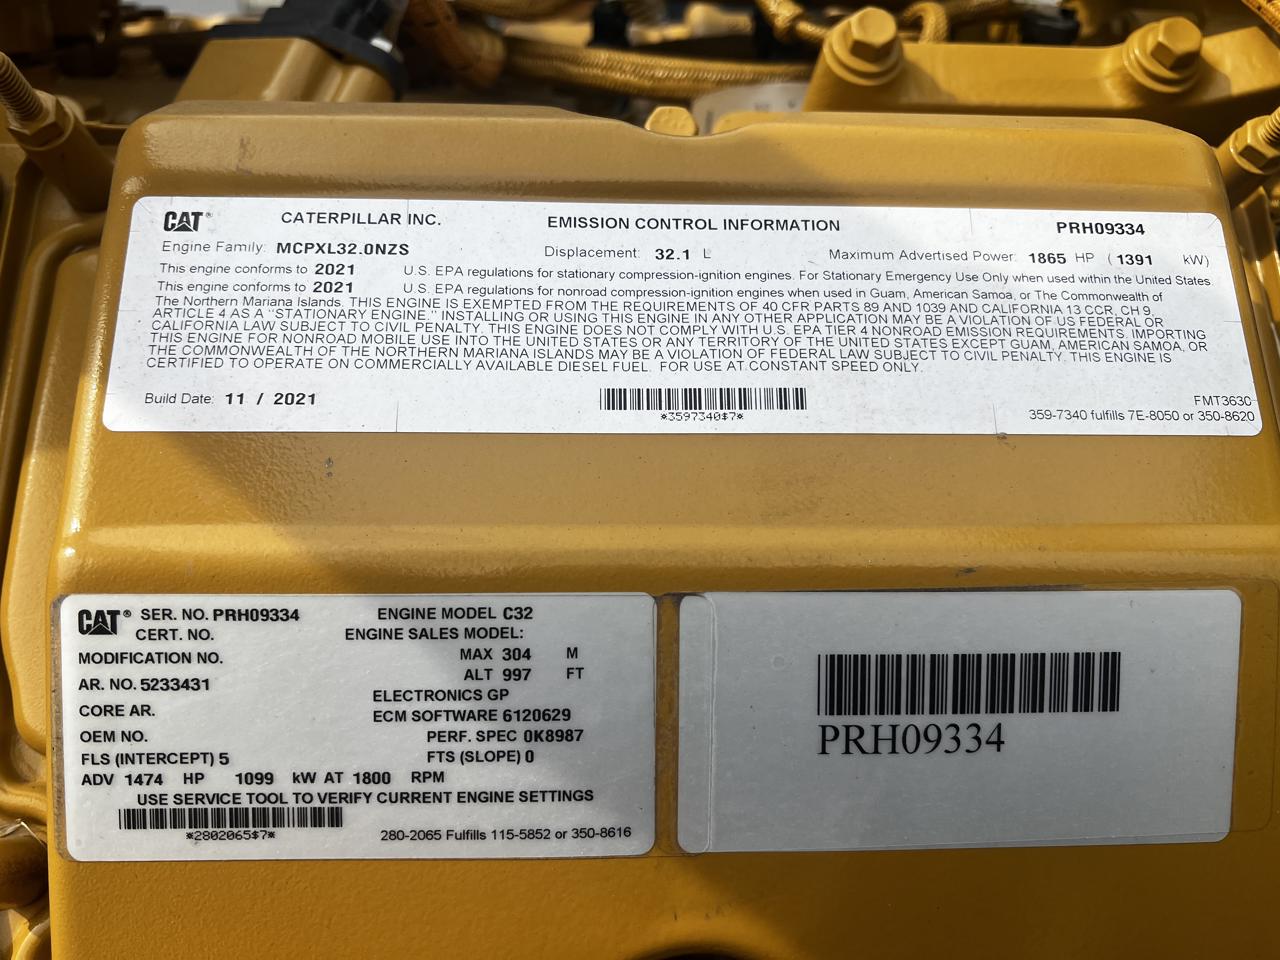 CAT® CATERPILLAR INC. EMISSION CONTROL INFORMATION PRH09334
Engine Family: MCPXL32.0NZS Displacement: 32.1 L Maximum Advertised Power: 1865 HP ( 1391 kW)
This engine conforms to 2021 U.S. EPA regulations for stationary compression-ignition engines. For Stationary Emergency Use Only when used within the United States.
This engine conforms to 2021 U.S. EPA regulations for nonroad compression-ignition engines when used in Guam, American Samoa, or The Commonwealth of
The Northern Mariana Islands. THIS ENGINE IS EXEMPTED FROM THE REQUIREMENTS OF 40 CFR PARTS 89 AND 1039 AND CALIFORNIA 13 CCR, CH 9,
ARTICLE 4 AS A "STATIONARY ENGINE." INSTALLING OR USING THIS ENGINE IN ANY OTHER APPLICATION MAY BE A VIOLATION OF US FEDERAL OR
CALIFORNIA LAW SUBJECT TO CIVIL PENALTY. THIS ENGINE DOES NOT COMPLY WITH U.S. EPA TIER 4 NONROAD EMISSION REQUIREMENTS. IMPORTING
THIS ENGINE FOR NONROAD MOBILE USE INTO THE UNITED STATES OR ANY TERRITORY OF THE UNITED STATES EXCEPT GUAM, AMERICAN SAMOA, OR
THE COMMONWEALTH OF THE NORTHERN MARIANA ISLANDS MAY BE A VIOLATION OF FEDERAL LAW SUBJECT TO CIVIL PENALTY. THIS ENGINE IS
CERTIFIED TO OPERATE ON COMMERCIALLY AVAILABLE DIESEL FUEL. FOR USE AT CONSTANT SPEED ONLY.
Build Date: 11 / 2021
*3597340$7*
FMT3630
359-7340 fulfills 7E-8050 or 350-8620
CAT® SER. NO. PRH09334 ENGINE MODEL C32
CERT. NO. ENGINE SALES MODEL:
MODIFICATION NO. MAX 304 M
AR. NO. 5233431 ALT 997 FT
CORE AR. ELECTRONICS GP
ECM SOFTWARE 6120629
OEM NO. PERF. SPEC 0K8987
FLS (INTERCEPT) 5 FTS (SLOPE) 0
ADV 1474 HP 1099 kW AT 1800 RPM
USE SERVICE TOOL TO VERIFY CURRENT ENGINE SETTINGS
*2802065$7*
280-2065 Fulfills 115-5852 or 350-8616
PRH09334